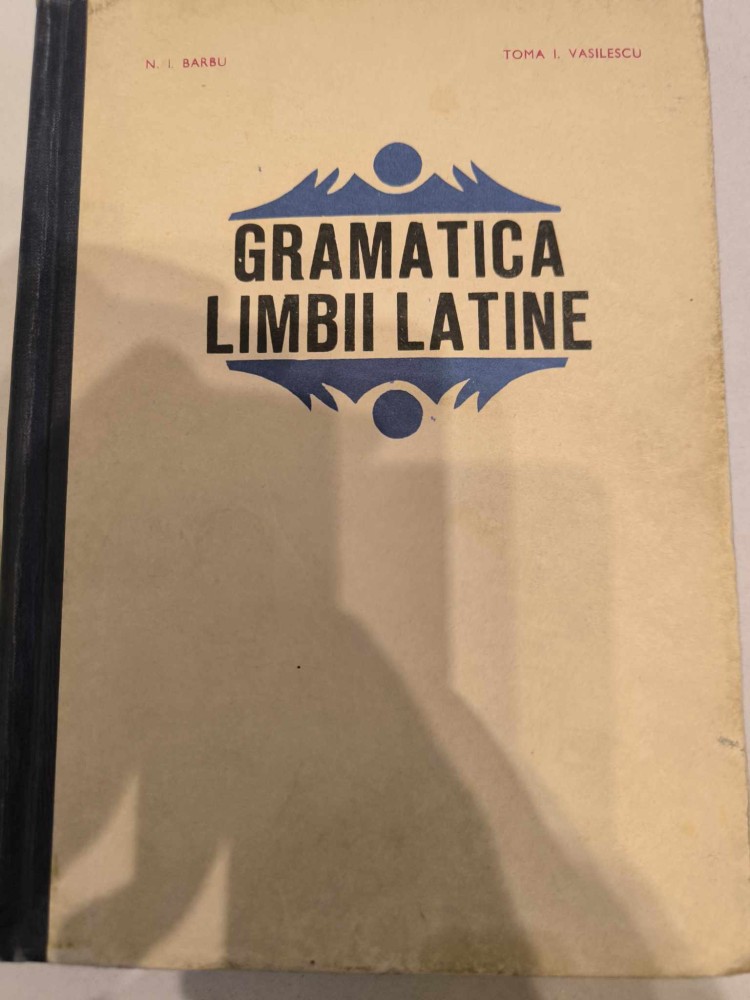 N. I. BARBU
TOMA I. VASILESCU
GRAMATICA
LIMBII LATINE